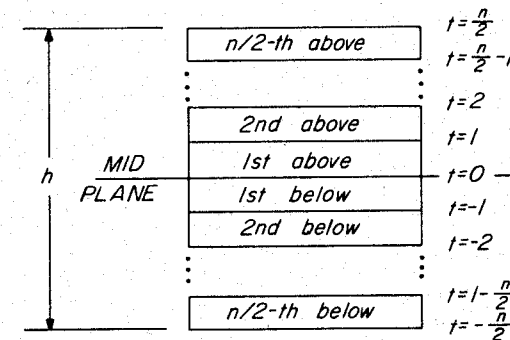 t=n/2
n/2-th above
t=n/2-1
t=2
2nd above
t=1
1st above
h
MID
PLANE
t=0
1st below
t=-1
2nd below
t=-2
t=1-n/2
n/2-th below
t=-n/2